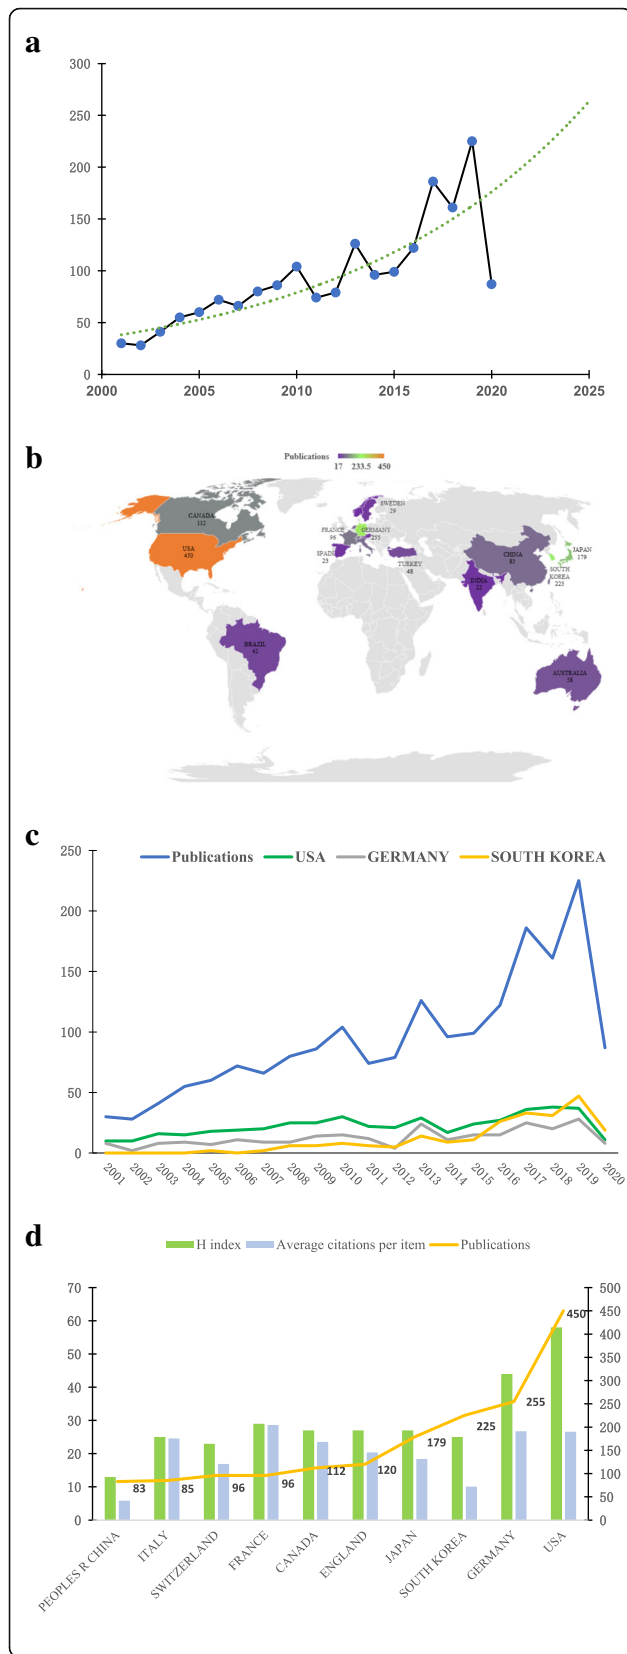 a
300
250
200
150
100
50
0
2000 2005 2010 2015 2020 2025
b
Publications
17 233.5 450
SWEDEN
29
CANADA
112
FRANCE
96
GERMANY
255
USA
450
SPAIN
23
TURKEY
48
CHINA
83
JAPAN
179
SOUTH
KOREA
225
INDIA
BRAZIL
42
AUSTRALIA
58
c
Publications USA GERMANY SOUTH KOREA
250
200
150
100
50
0
2001 2002 2003 2004 2005 2006 2007 2008 2009 2010 2011 2012 2013 2014 2015 2016 2017 2018 2019 2020
d
H index Average citations per item Publications
70 500
60 450
50 400
40 350
30 300
20 250
10 200
0 150
100
50
0
83 85 96 96 112 120 179 225 255 450
PEOPLES R CHINA ITALY SWITZERLAND FRANCE CANADA ENGLAND JAPAN SOUTH KOREA GERMANY USA